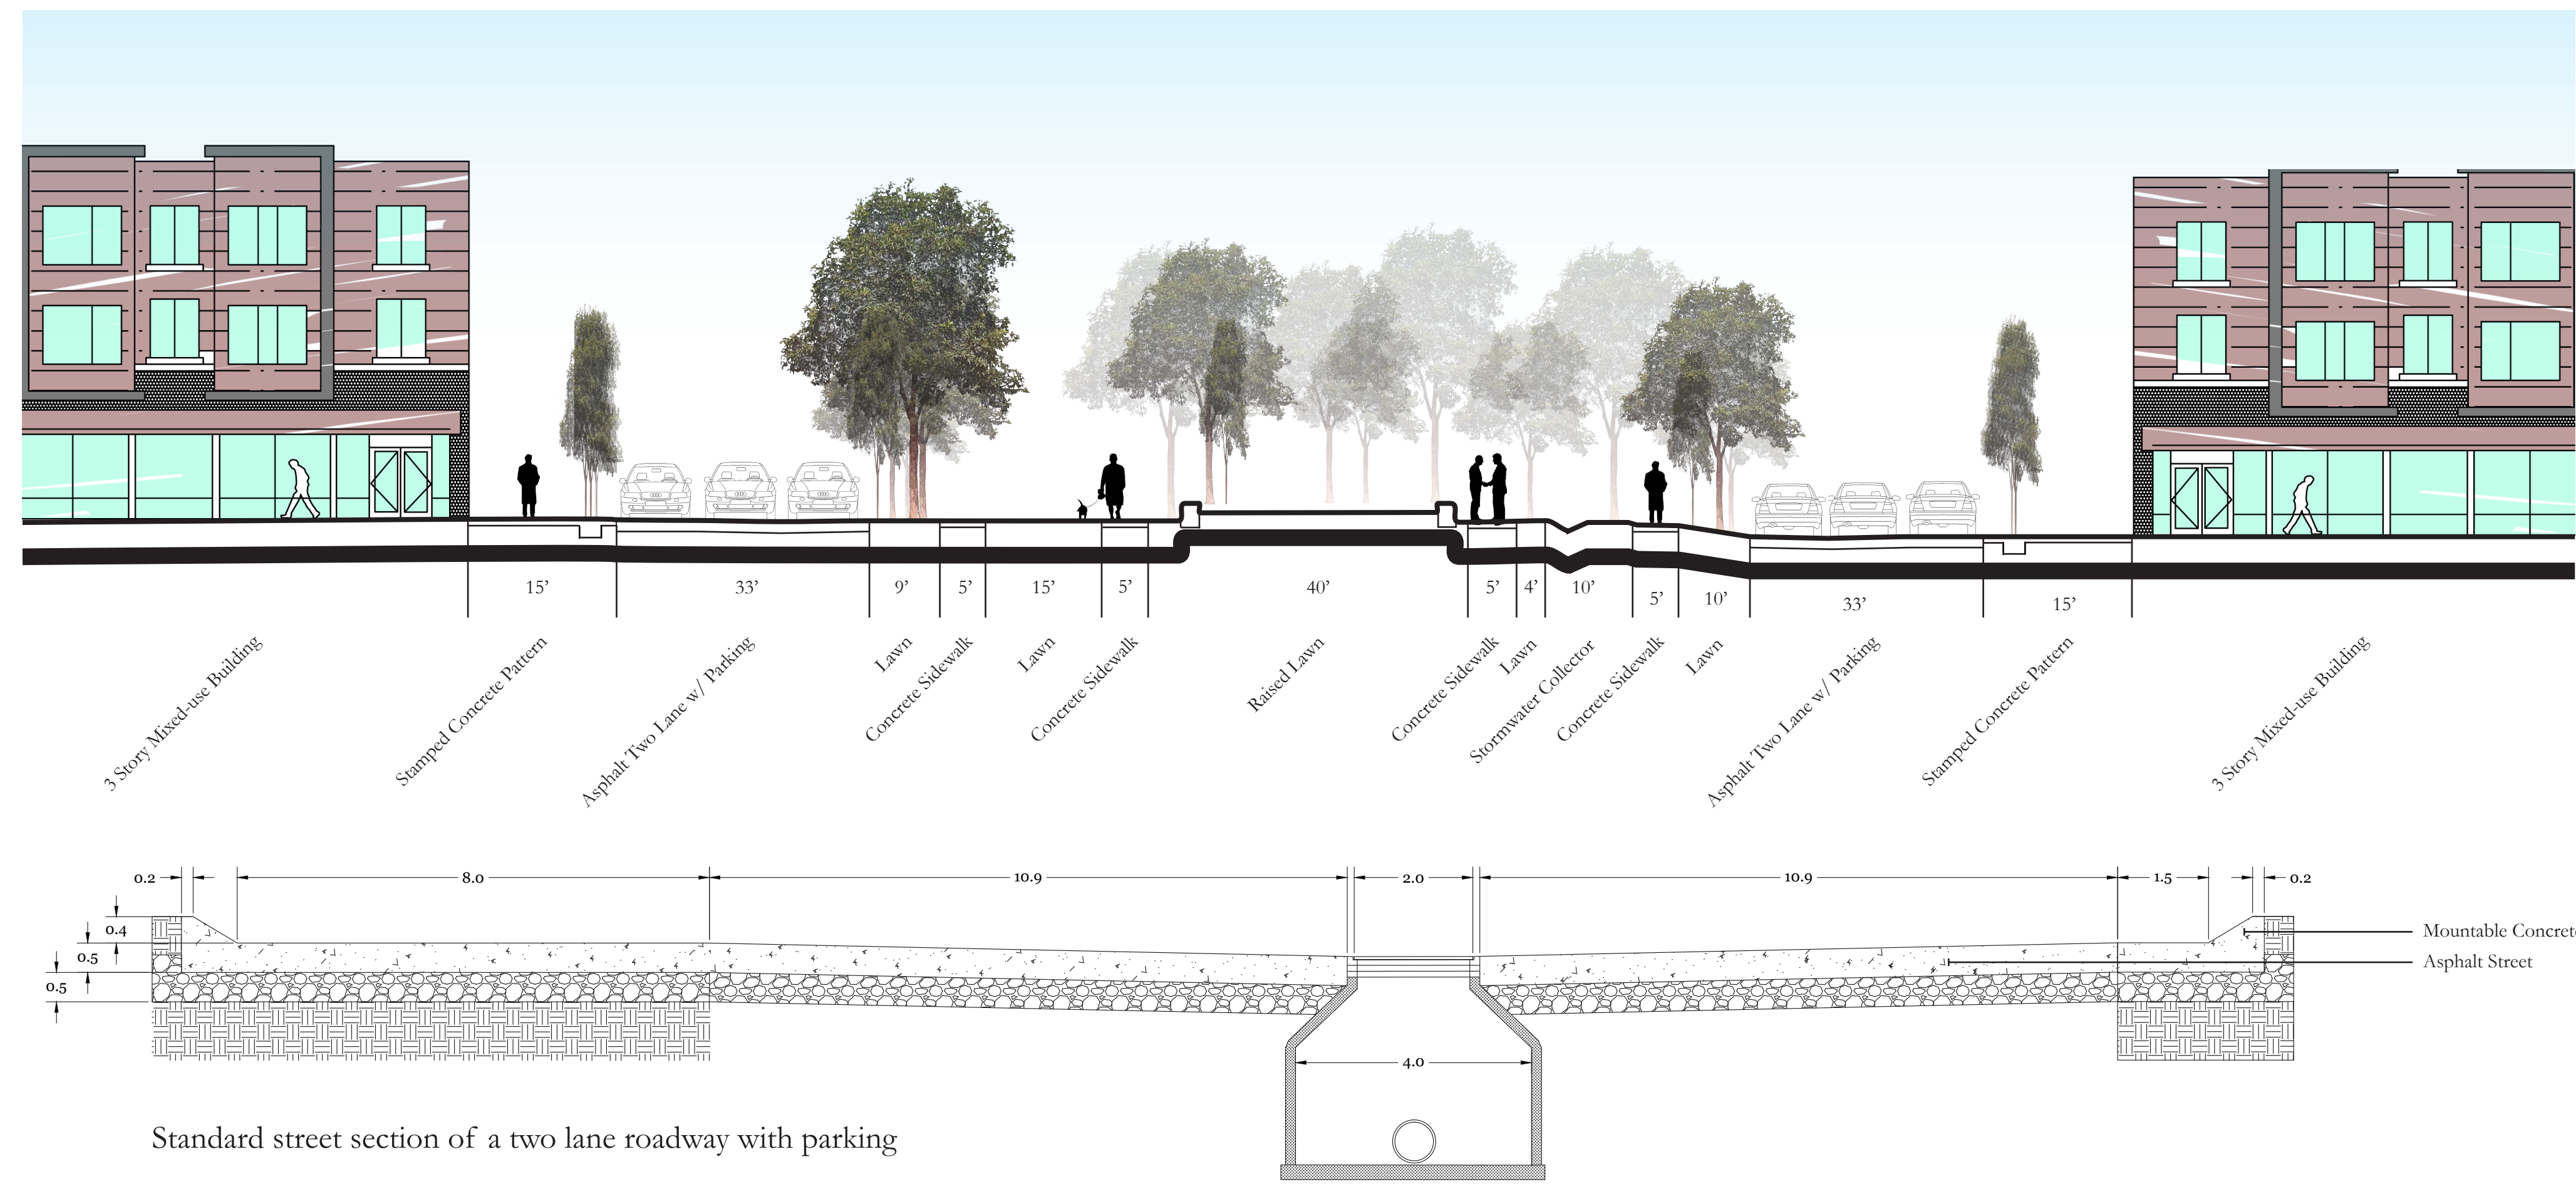 15’ 33’ 9’ 5’ 15’ 5’ 40’ 5’ 4’ 10’ 5’ 10’ 33’ 15’
3 Story Mixed-use Building
Stamped Concrete Pattern
Asphalt Two Lane w/ Parking
Lawn
Concrete Sidewalk
Lawn
Concrete Sidewalk
Raised Lawn
Concrete Sidewalk
Lawn
Stormwater Collector
Concrete Sidewalk
Lawn
Asphalt Two Lane w/ Parking
Stamped Concrete Pattern
3 Story Mixed-use Building
0.2 8.0 10.9 2.0 10.9 1.5 0.2
0.4
0.5
0.5
Mountable Concrete
Asphalt Street
4.0
Standard street section of a two lane roadway with parking